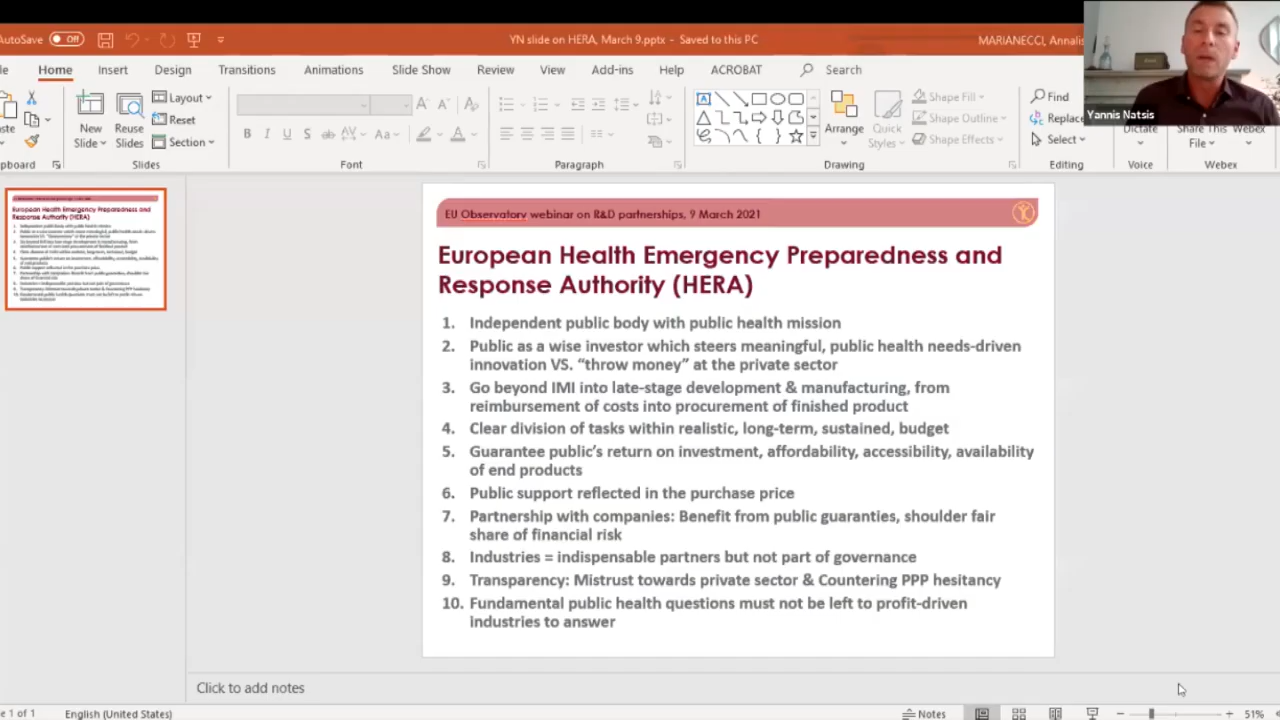 AutoSave Off
YN slide on HERA, March 9.pptx - Saved to this PC
MARIANECCI, Annalis
Home Insert Design Transitions Animations Slide Show Review View Add-ins Help ACROBAT Search
New Slide
Reuse Slides
Layout
Reset
Section
Arrange
Quick Styles
Shape Fill
Shape Outline
Shape Effects
Find
Replace
Select
Dictate
Share This File
Webex
Yannis Natsis
Slides Font Paragraph Drawing Editing Voice Webex
EU Observatory webinar on R&D partnerships, 9 March 2021
European Health Emergency Preparedness and
Response Authority (HERA)
1. Independent public body with public health mission
2. Public as a wise investor which steers meaningful, public health needs-driven
innovation VS. “throw money” at the private sector
3. Go beyond IMI into late-stage development & manufacturing, from
reimbursement of costs into procurement of finished product
4. Clear division of tasks within realistic, long-term, sustained, budget
5. Guarantee public’s return on investment, affordability, accessibility, availability
of end products
6. Public support reflected in the purchase price
7. Partnership with companies: Benefit from public guaranties, shoulder fair
share of financial risk
8. Industries = indispensable partners but not part of governance
9. Transparency: Mistrust towards private sector & Countering PPP hesitancy
10. Fundamental public health questions must not be left to profit-driven
industries to answer
Click to add notes
1 of 1
English (United States)
Notes
51%